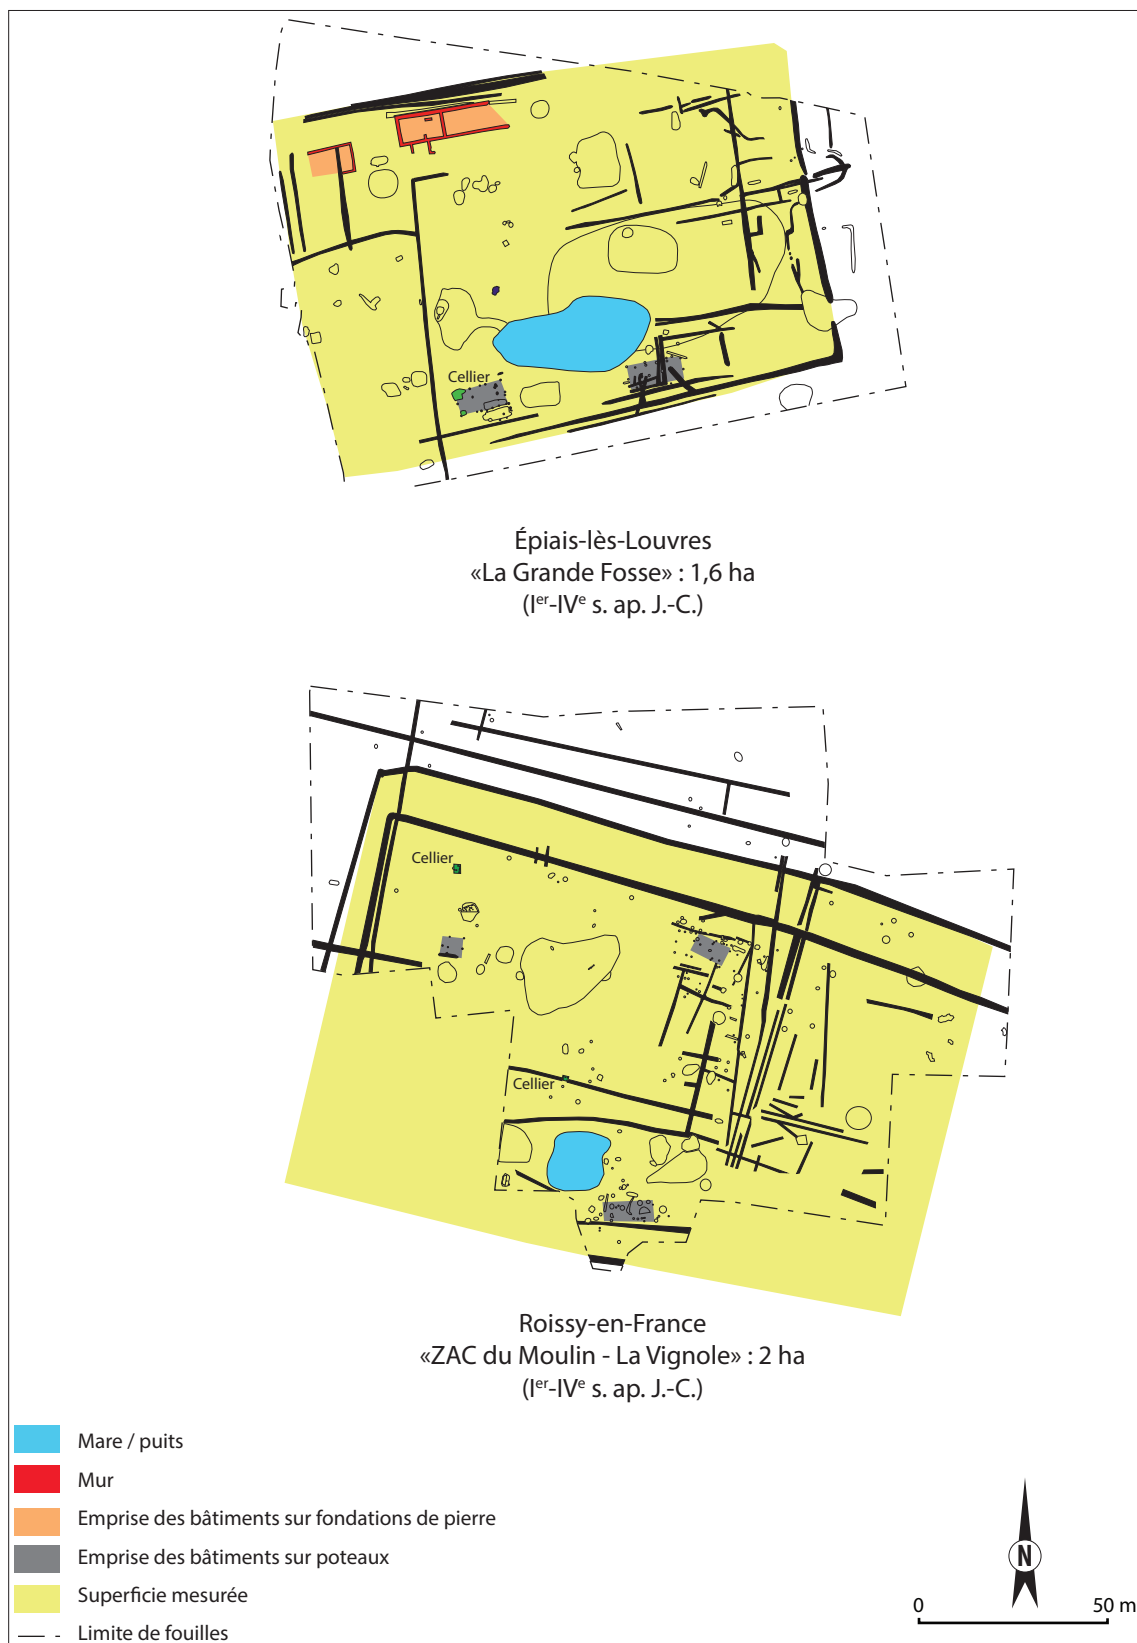 Cellier
Épiais-lès-Louvres
«La Grande Fosse» : 1,6 ha
(Ier-IVe s. ap. J.-C.)
Cellier
Cellier
Roissy-en-France
«ZAC du Moulin - La Vignole» : 2 ha
(Ier-IVe s. ap. J.-C.)
Mare / puits
Mur
Emprise des bâtiments sur fondations de pierre
Emprise des bâtiments sur poteaux
Superficie mesurée
Limite de fouilles
N
0 50 m